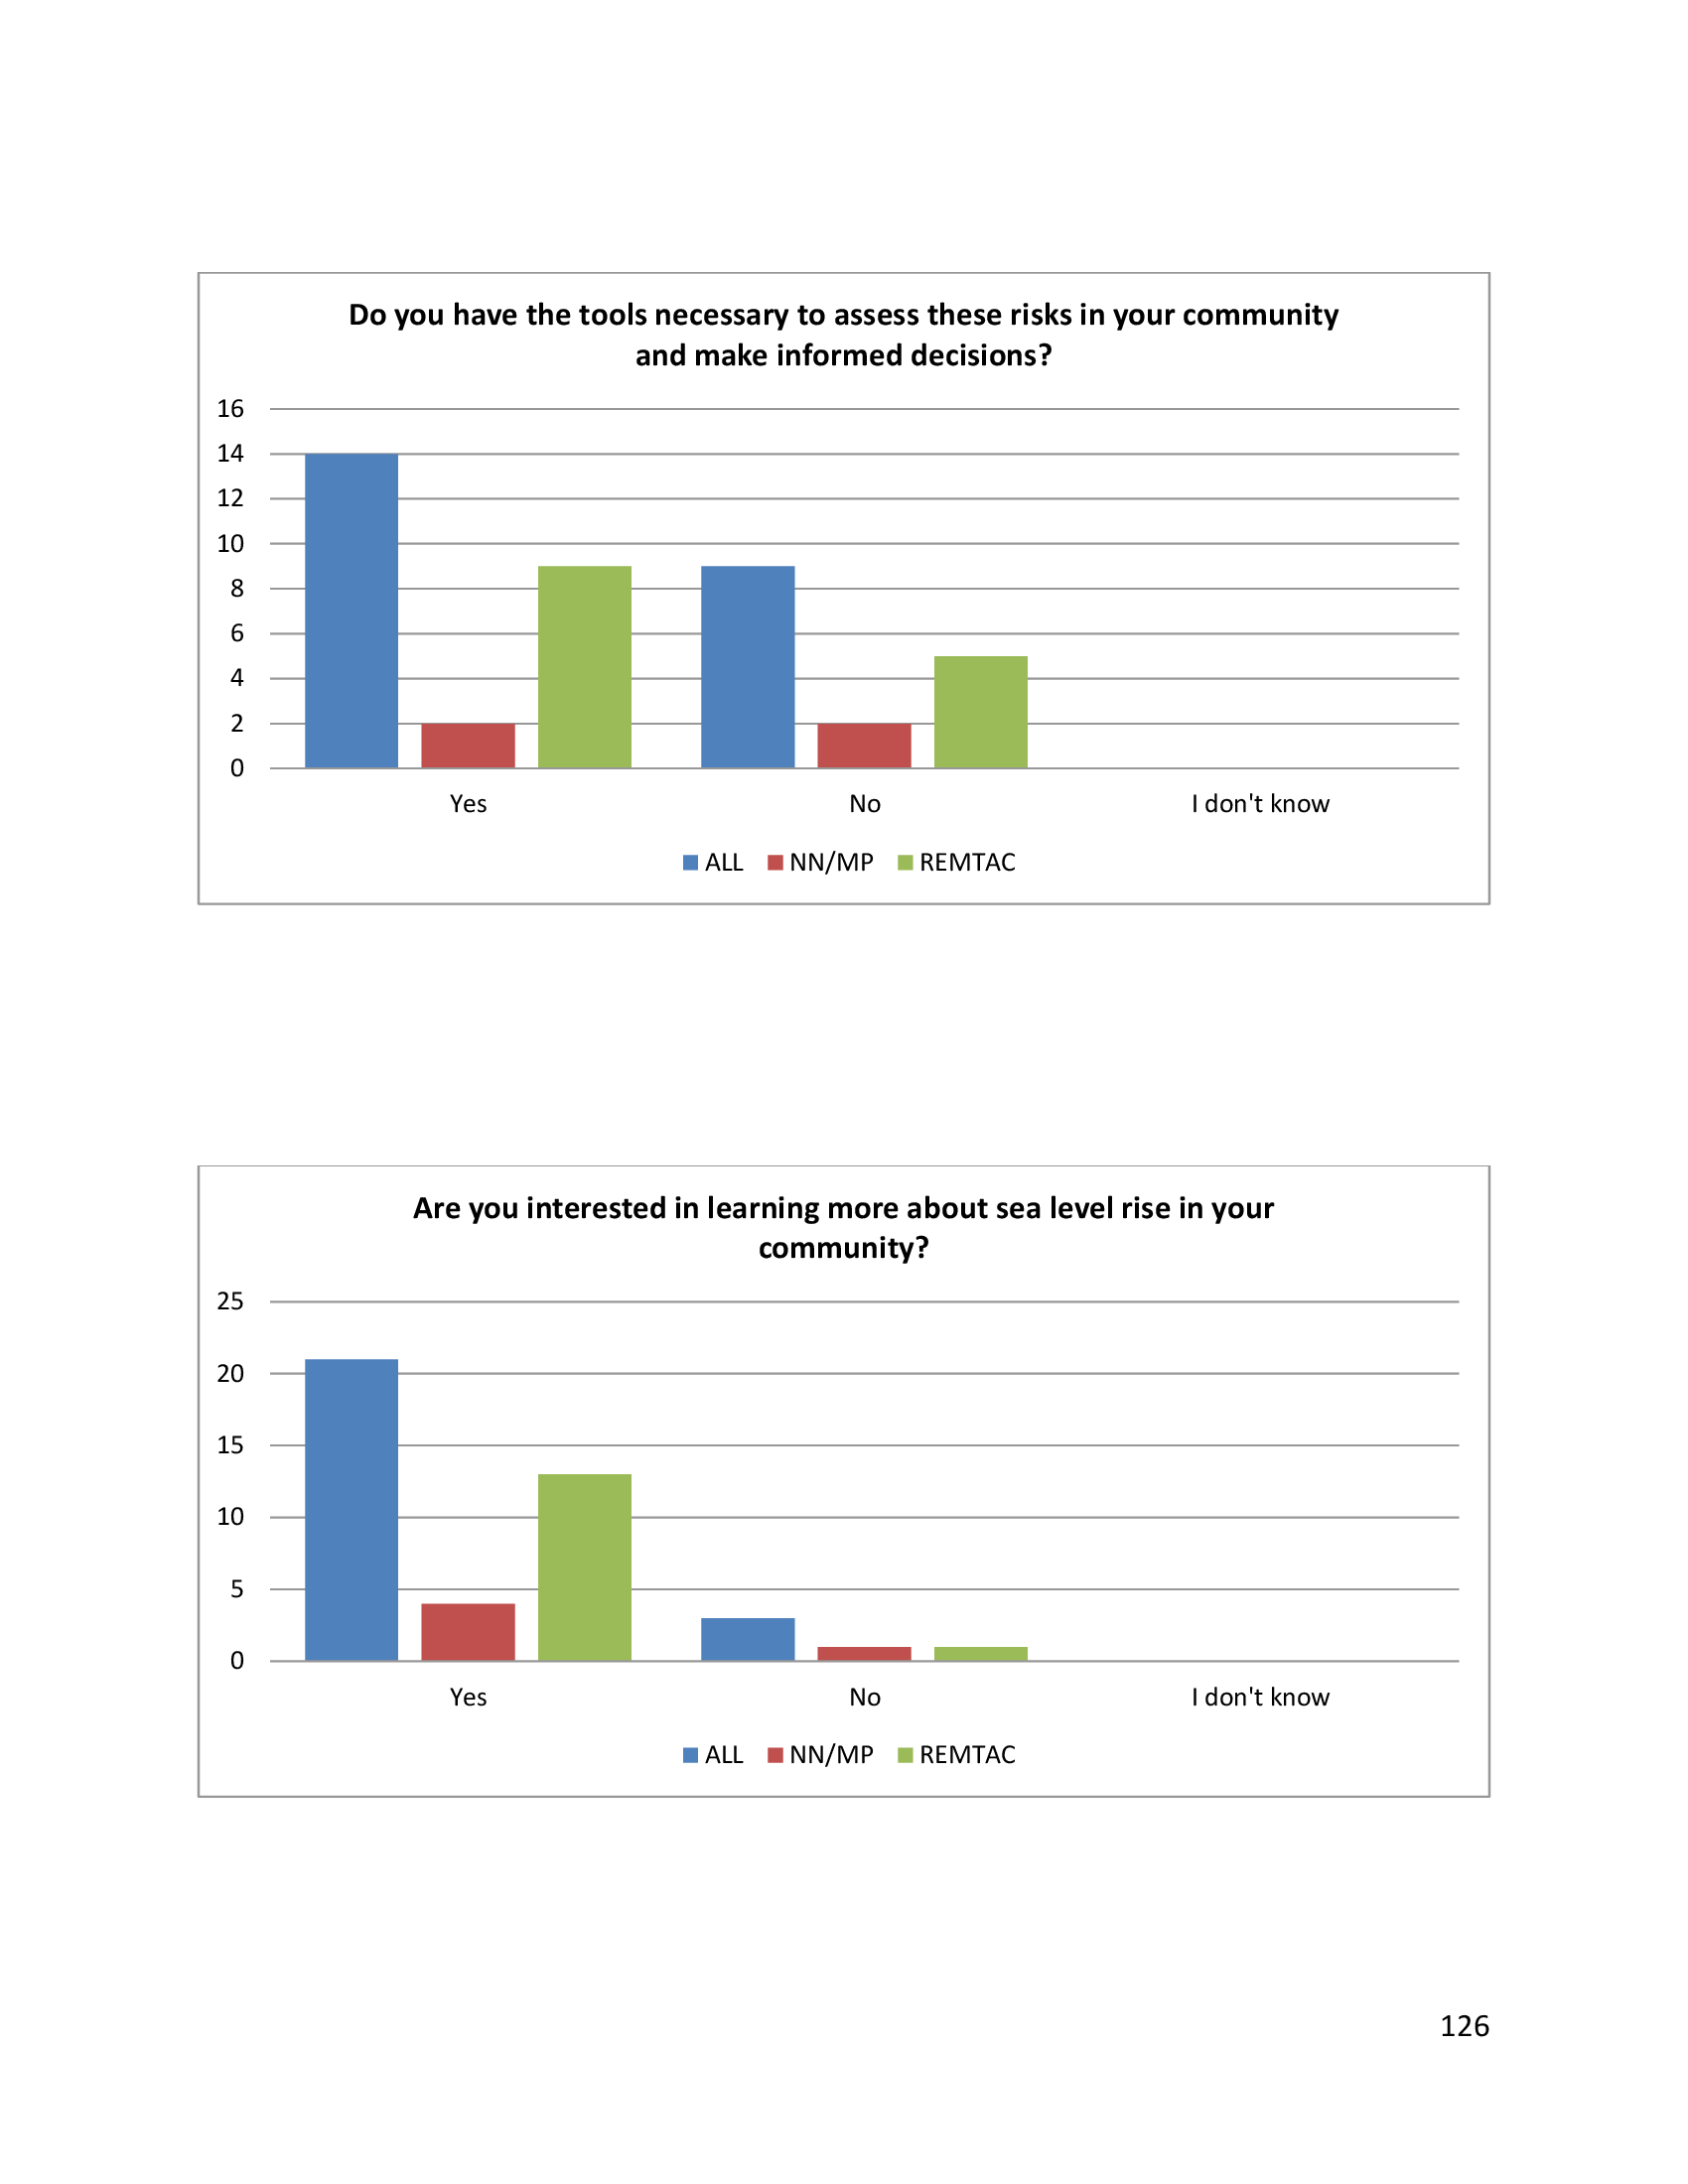 Do you have the tools necessary to assess these risks in your community
and make informed decisions?
16
14
12
10
8
6
4
2
0
Yes No I don't know
ALL NN/MP REMTAC
Are you interested in learning more about sea level rise in your
community?
25
20
15
10
5
0
Yes No I don't know
ALL NN/MP REMTAC
126